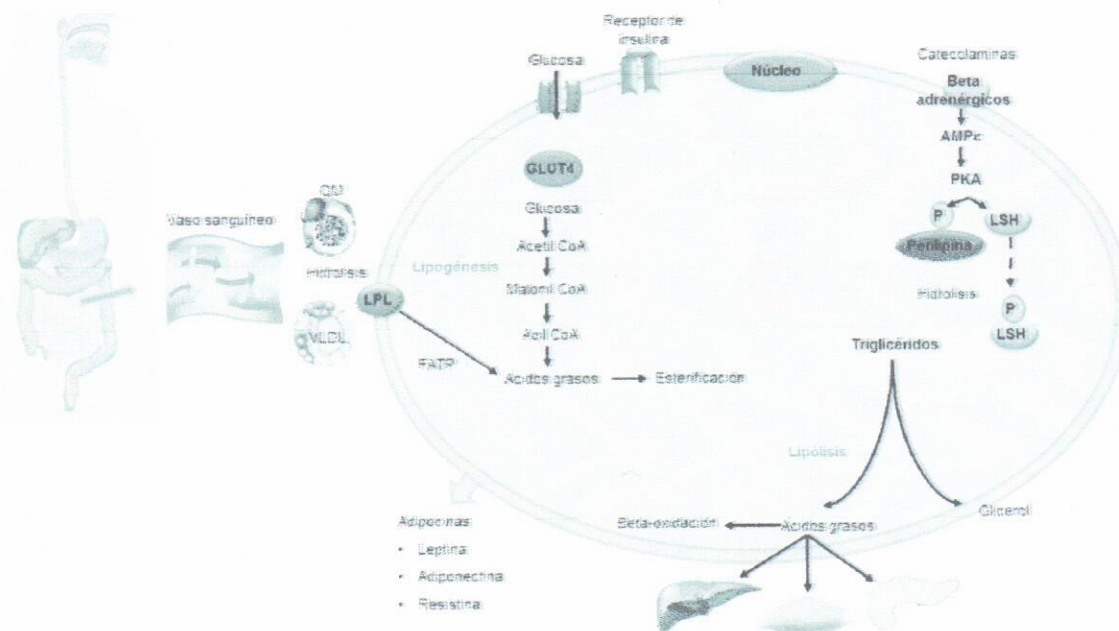 Receptor de
insulina
Glucosa
Núcleo
Catecolaminas
Beta
adrenérgicos
AMPc
PKA
P
LSH
Perilipina
Hidrólisis
P
LSH
GLUT4
Glucosa
Acetil CoA
Malonil CoA
Acil CoA
Ácidos grasos
Esterificación
Lipogénesis
QM
Vaso sanguíneo
Hidrólisis
LPL
VLDL
FATP
Triglicéridos
Lipólisis
Beta-oxidación
Ácidos grasos
Glicerol
Adipocinas
• Leptina
• Adiponectina
• Resistina